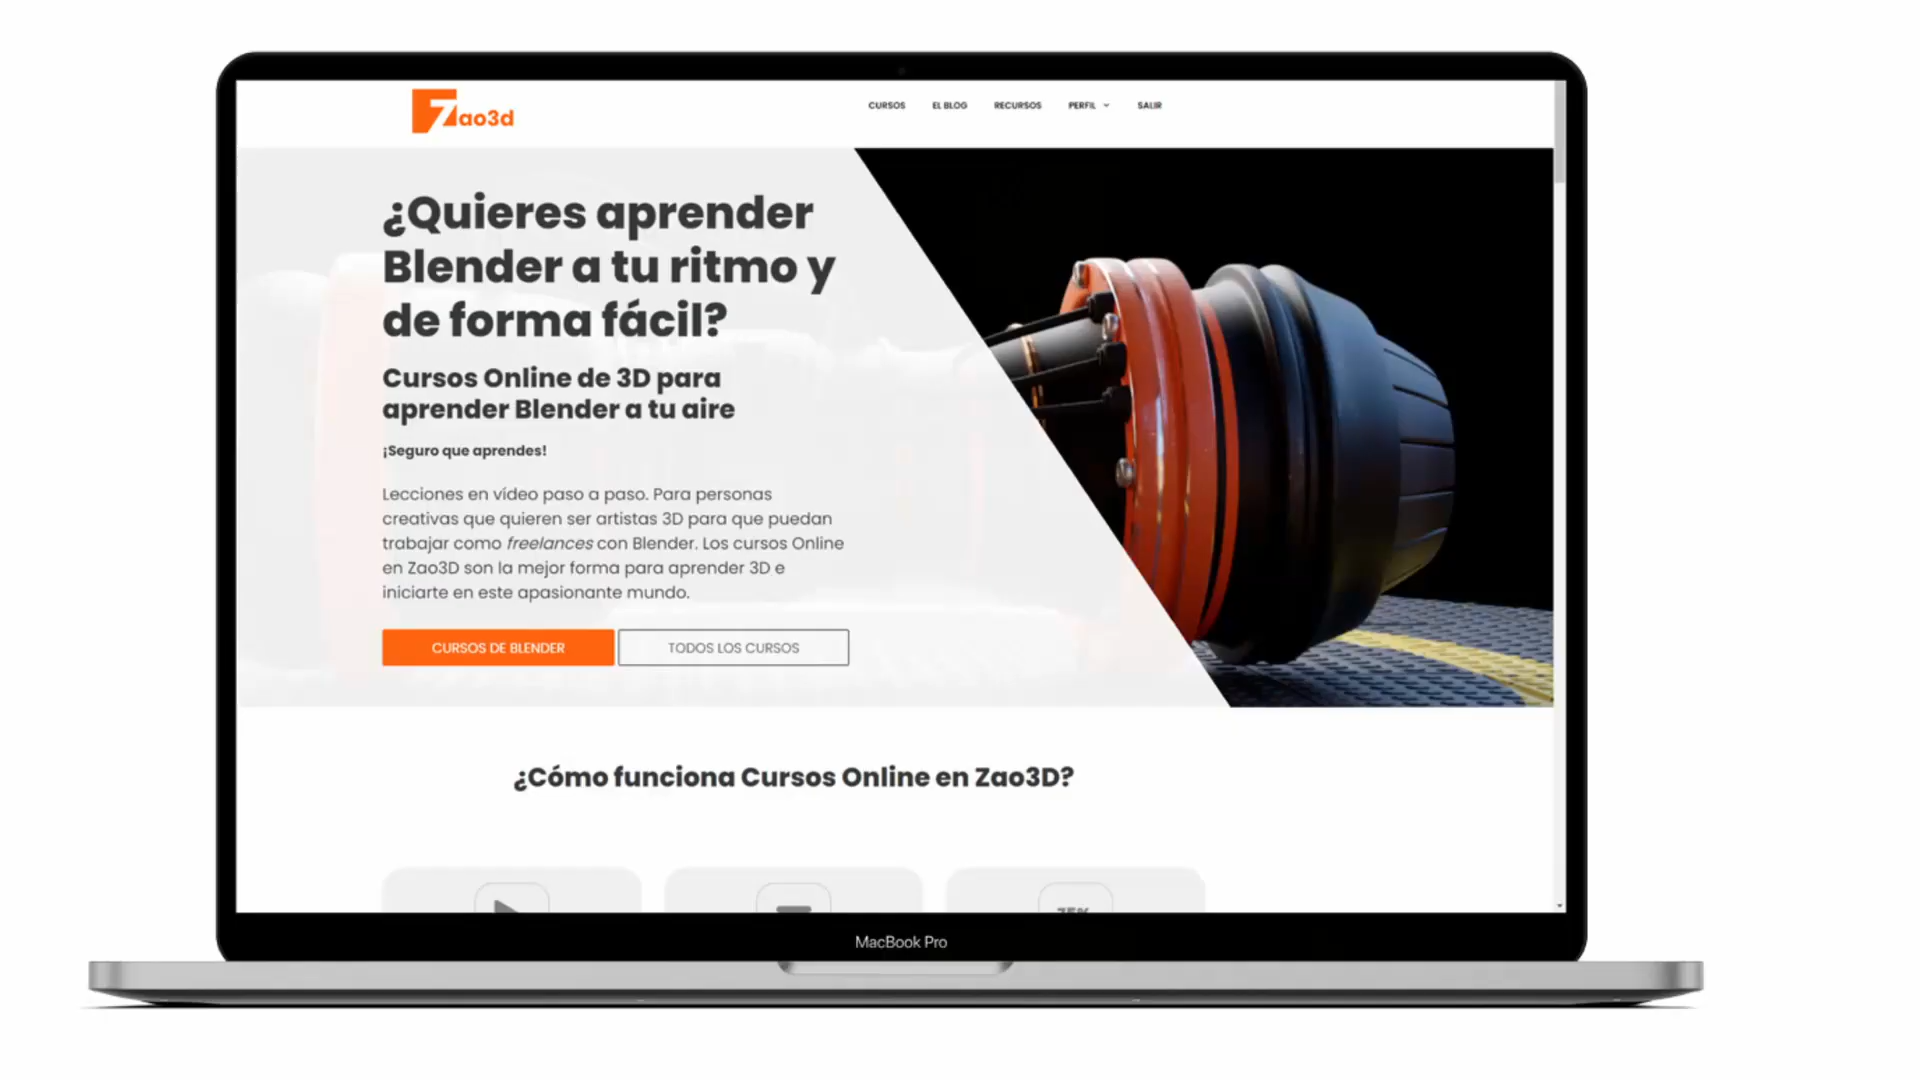 Zao3d
CURSOS EL BLOG RECURSOS PERFIL SALIR
¿Quieres aprender
Blender a tu ritmo y
de forma fácil?
Cursos Online de 3D para
aprender Blender a tu aire
¡Seguro que aprendes!
Lecciones en vídeo paso a paso. Para personas
creativas que quieren ser artistas 3D para que puedan
trabajar como freelances con Blender. Los cursos Online
en Zao3D son la mejor forma para aprender 3D e
iniciarte en este apasionante mundo.
CURSOS DE BLENDER TODOS LOS CURSOS
¿Cómo funciona Cursos Online en Zao3D?
MacBook Pro